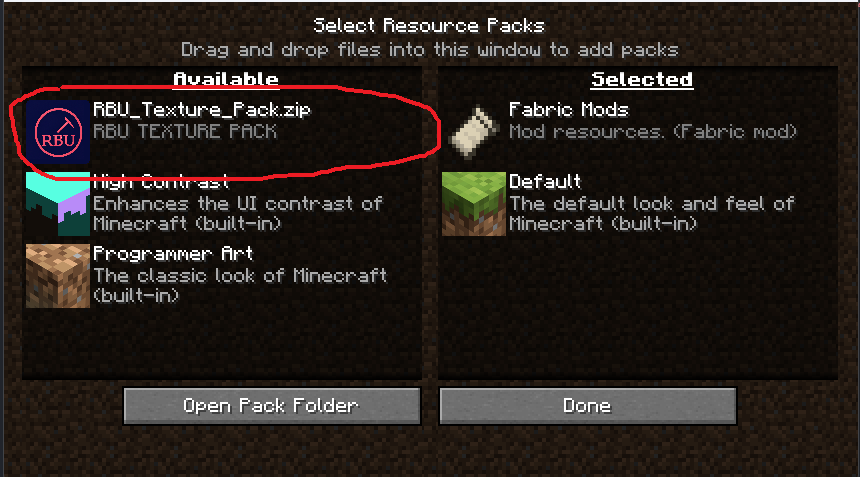 Select Resource Packs
Drag and drop files into this window to add packs
Available
RBU
RBU_Texture_Pack.zip
RBU TEXTURE PACK
High Contrast
Enhances the UI contrast of
Minecraft (built-in)
Programmer Art
The classic look of Minecraft
(built-in)
Selected
Fabric Mods
Mod resources. (Fabric mod)
Default
The default look and feel of
Minecraft (built-in)
Open Pack Folder
Done